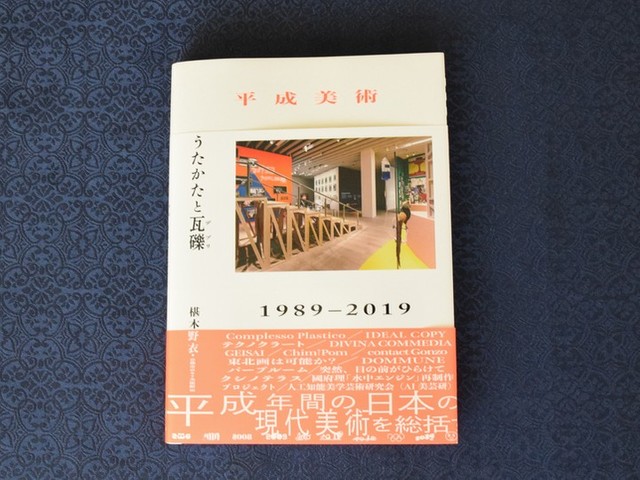 平成美術
うたかたと瓦礫
デブリ
1989–2019
椹木野衣
Complesso Plastico／IDEAL COPY
テクノクラート／DIVINA COMMEDIA
GEISAI／Chim↑Pom／contact Gonzo
東北画は可能か?／DOMMUNE
パープルーム／突然、目の前がひらけて
クシノテラス／國府理「水中エンジン」再制作
プロジェクト／人工知能美学芸術研究会（AI美芸研）
平成年間の日本の
現代美術を総括